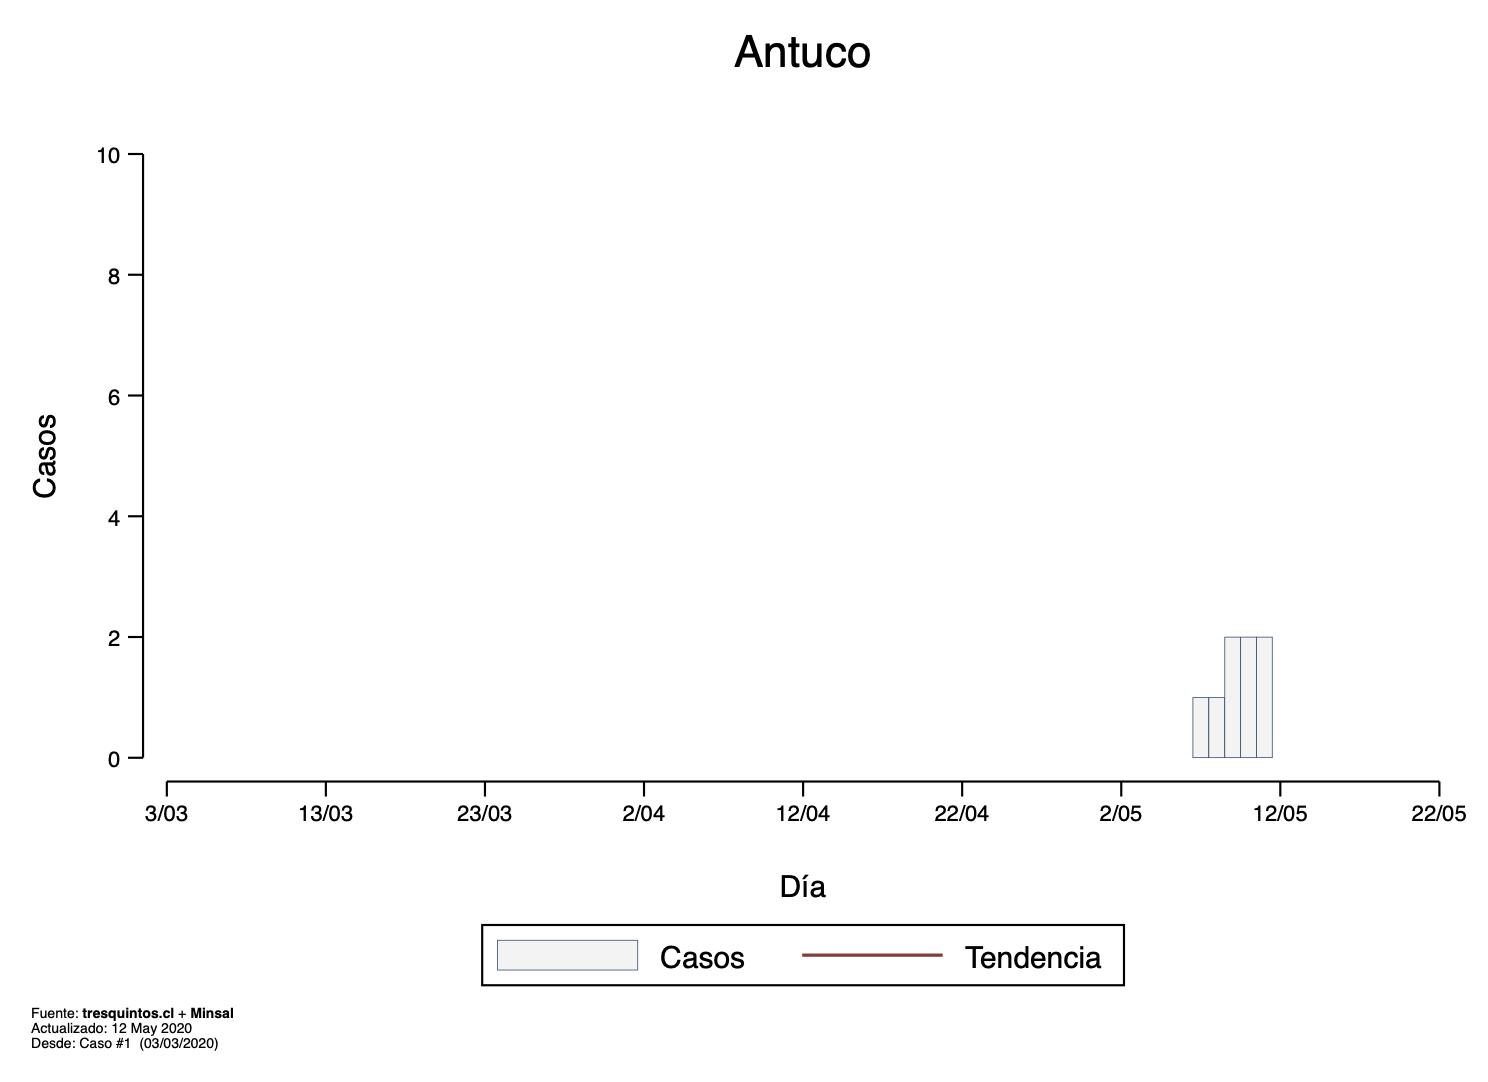 Antuco
10
8
6
4
2
0
Casos
3/03 13/03 23/03 2/04 12/04 22/04 2/05 12/05 22/05
Día
Casos Tendencia
Fuente: tresquintos.cl + Minsal
Actualizado: 12 May 2020
Desde: Caso #1 (03/03/2020)